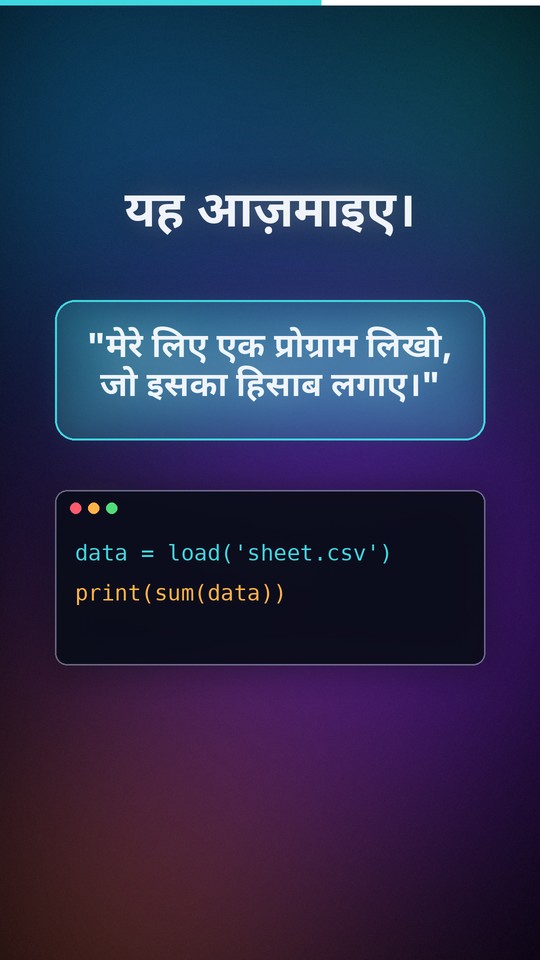 यह आज़माइए।
"मेरे लिए एक प्रोग्राम लिखो,
जो इसका हिसाब लगाए।"
data = load('sheet.csv')
print(sum(data))